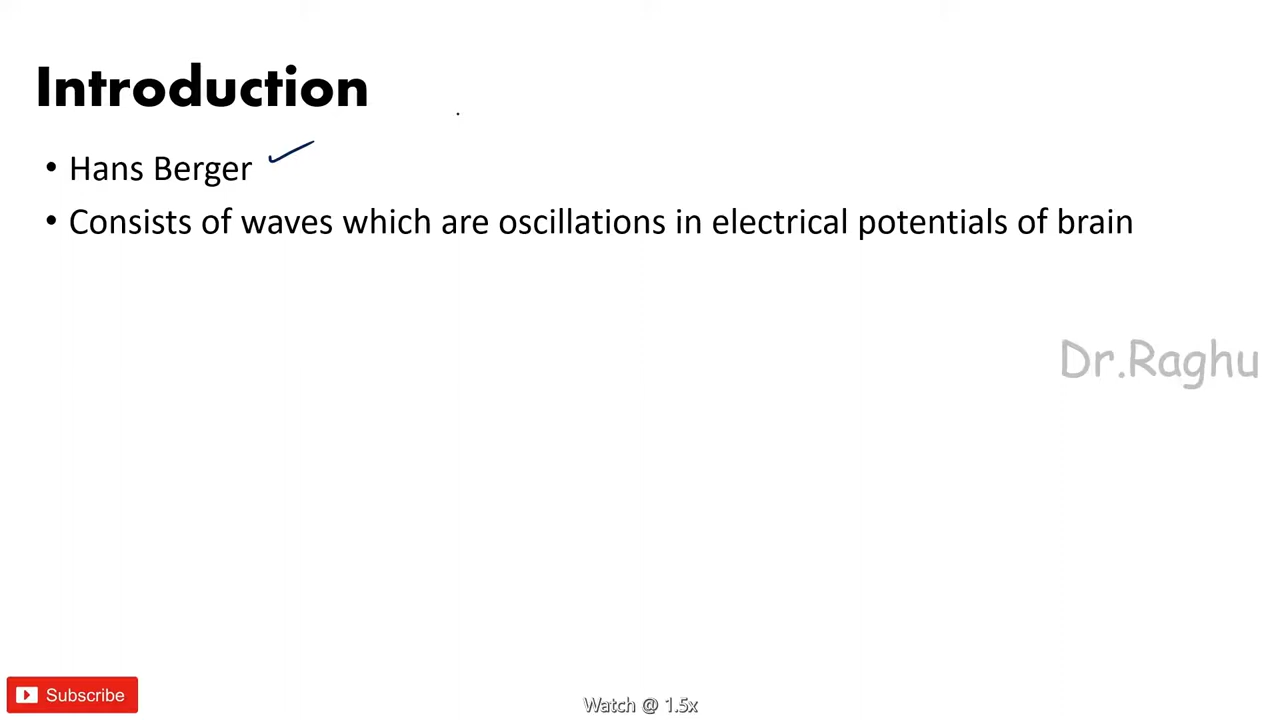 Introduction
• Hans Berger
• Consists of waves which are oscillations in electrical potentials of brain
Dr.Raghu
Subscribe
Watch @ 1.5x